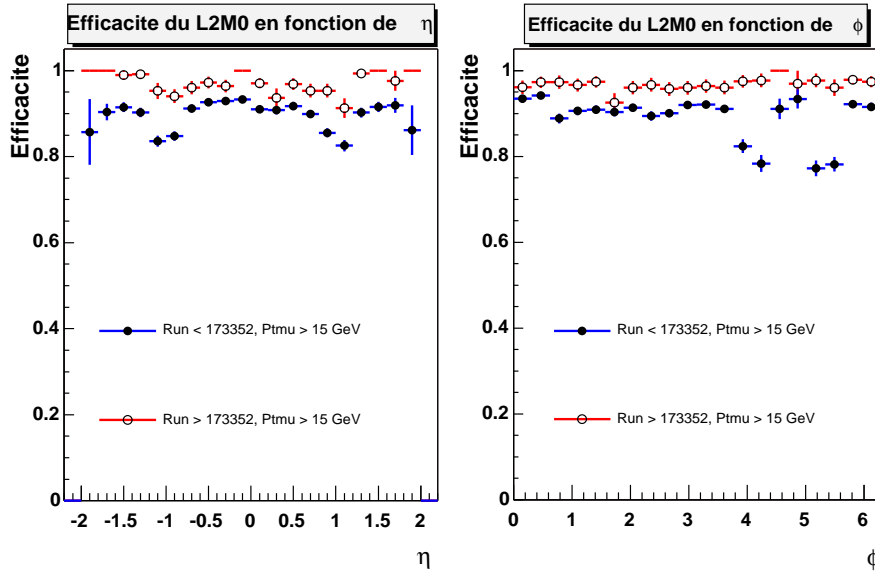 Efficacite du L2M0 en fonction de η
Efficacite
1
0.8
0.6
0.4
0.2
0
Run < 173352, Ptmu > 15 GeV
Run > 173352, Ptmu > 15 GeV
-2 -1.5 -1 -0.5 0 0.5 1 1.5 2
η
Efficacite du L2M0 en fonction de ϕ
Efficacite
1
0.8
0.6
0.4
0.2
0
Run < 173352, Ptmu > 15 GeV
Run > 173352, Ptmu > 15 GeV
0 1 2 3 4 5 6
ϕ